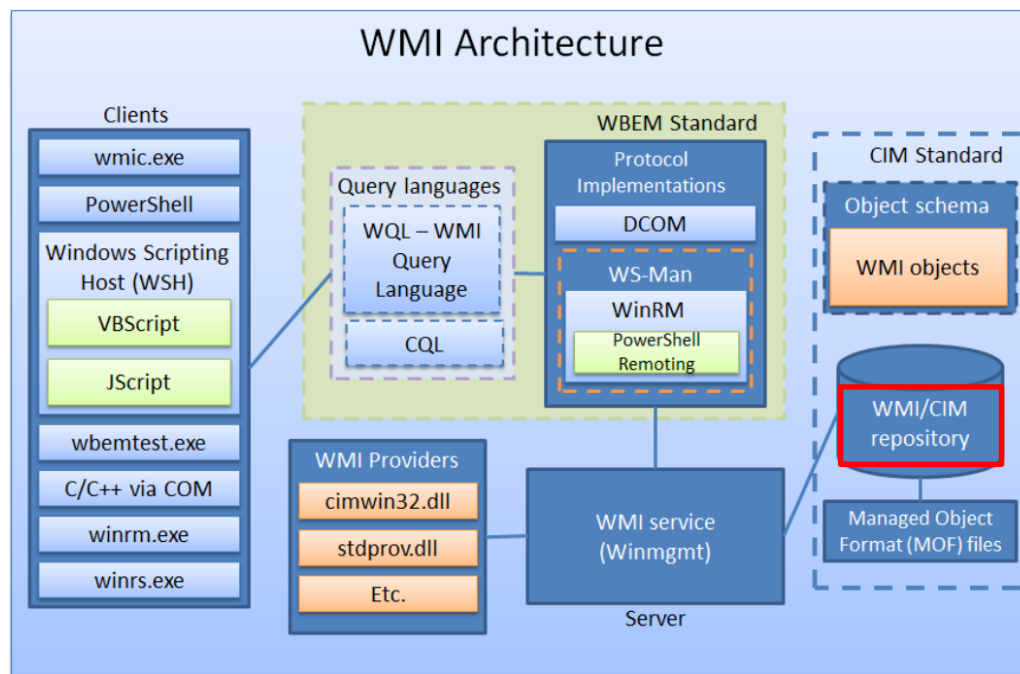 WMI Architecture
Clients
wmic.exe
PowerShell
Windows Scripting
Host (WSH)
VBScript
JScript
wbemtest.exe
C/C++ via COM
winrm.exe
winrs.exe
WBEM Standard
Query languages
WQL – WMI
Query
Language
CQL
Protocol
Implementations
DCOM
WS-Man
WinRM
PowerShell
Remoting
WMI Providers
cimwin32.dll
stdprov.dll
Etc.
WMI service
(Winmgmt)
Server
CIM Standard
Object schema
WMI objects
WMI/CIM
repository
Managed Object
Format (MOF) files